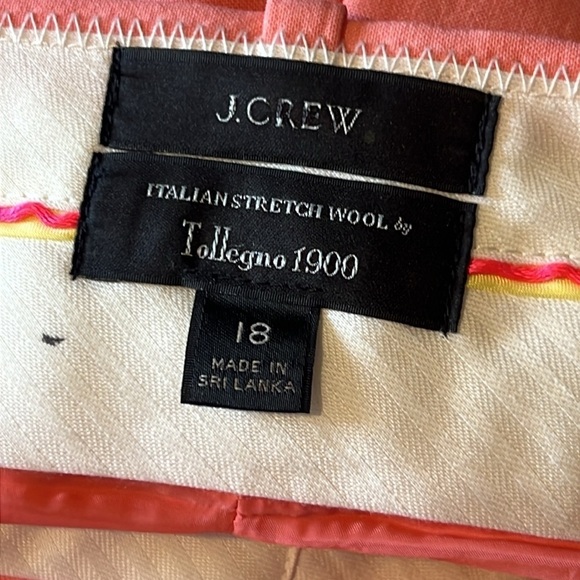 J.CREW
ITALIAN STRETCH WOOL by
Tollegno 1900
18
MADE IN
SRI LANKA